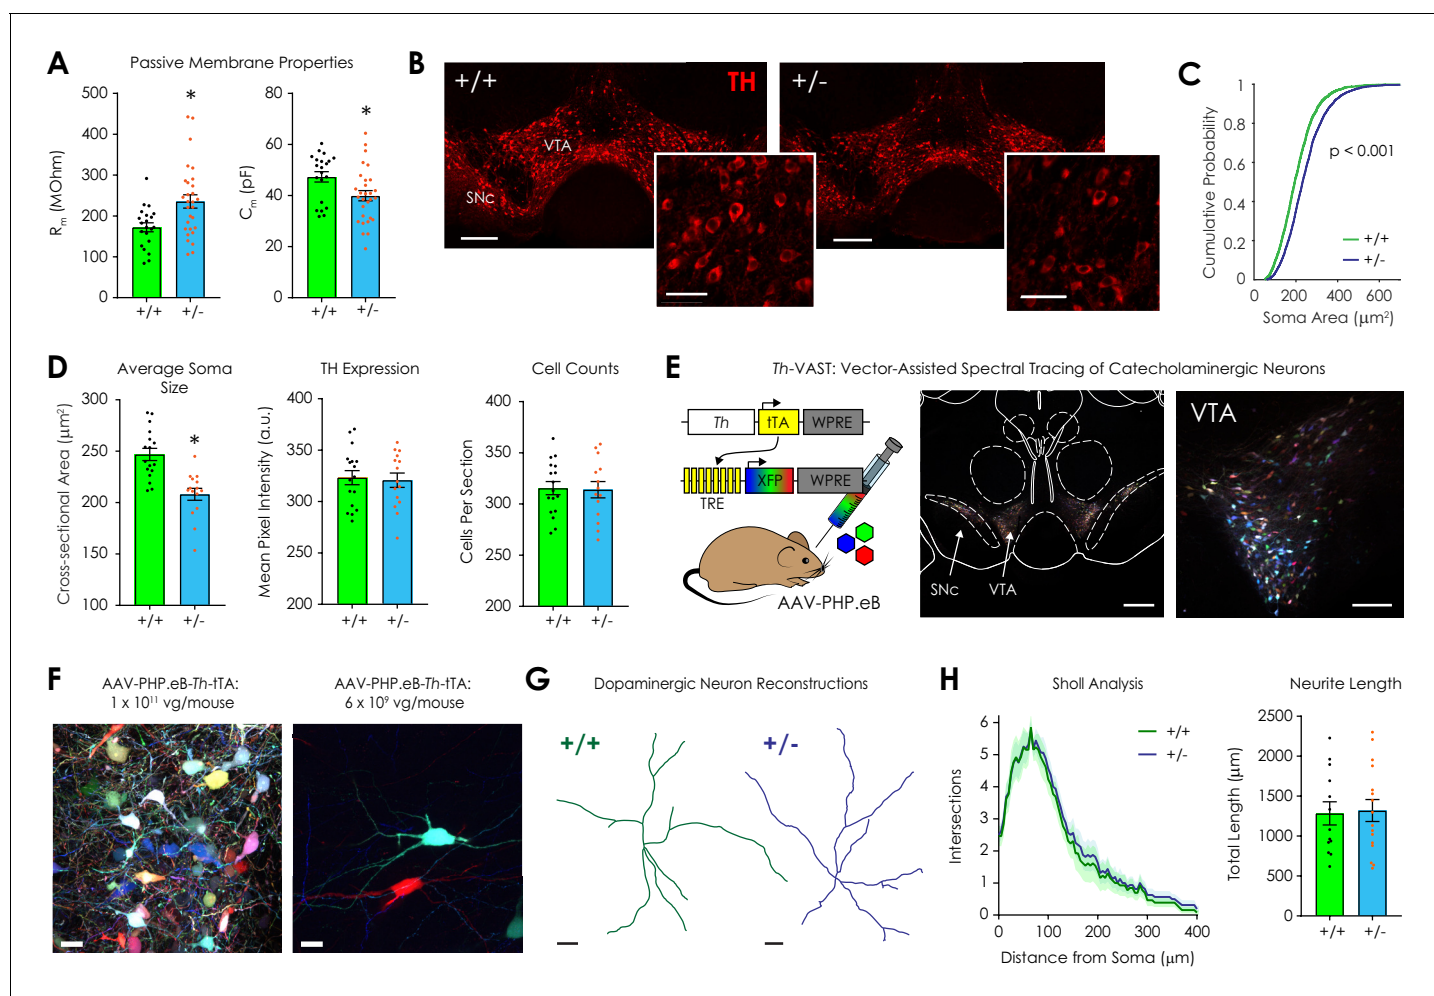 A
Passive Membrane Properties
Rm (MOhm)
500
400
300
200
100
0
*
+/+
+/-
Cm (pF)
80
60
40
20
0
*
+/+
+/-
B
+/+
TH
VTA
SNc
+/-
C
Cumulative Probability
1
0.8
0.6
0.4
0.2
0
p < 0.001
+/+
+/-
0
200
400
600
Soma Area (μm²)
D
Average Soma
Size
Cross-sectional Area (μm²)
300
250
200
150
100
*
+/+
+/-
TH Expression
Mean Pixel Intensity (a.u.)
400
350
300
250
200
+/+
+/-
Cell Counts
Cells Per Section
400
350
300
250
200
+/+
+/-
E
Th-VAST: Vector-Assisted Spectral Tracing of Catecholaminergic Neurons
Th
tTA
WPRE
TRE
XFP
WPRE
AAV-PHP.eB
SNc
VTA
VTA
F
AAV-PHP.eB-Th-tTA:
1 x 10¹¹ vg/mouse
AAV-PHP.eB-Th-tTA:
6 x 10⁹ vg/mouse
G
Dopaminergic Neuron Reconstructions
+/+
+/-
H
Sholl Analysis
Intersections
6
5
4
3
2
1
0
+/+
+/-
0
100
200
300
400
Distance from Soma (μm)
Neurite Length
Total Length (μm)
2500
2000
1500
1000
500
0
+/+
+/-